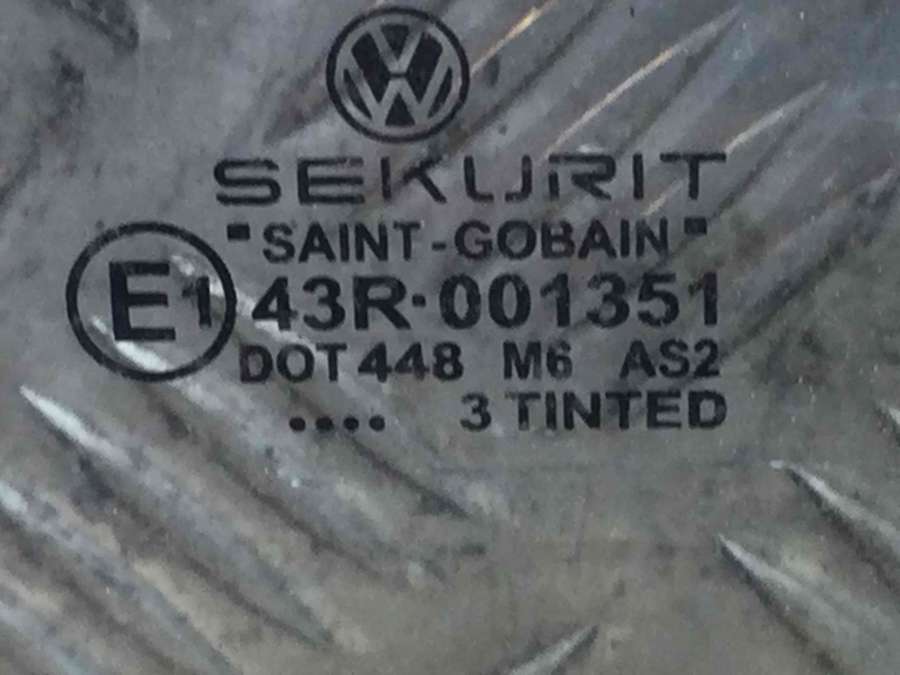 SEKURIT
"SAINT-GOBAIN"
E1 43R-001351
DOT 448 M6 AS2
.... 3 TINTED